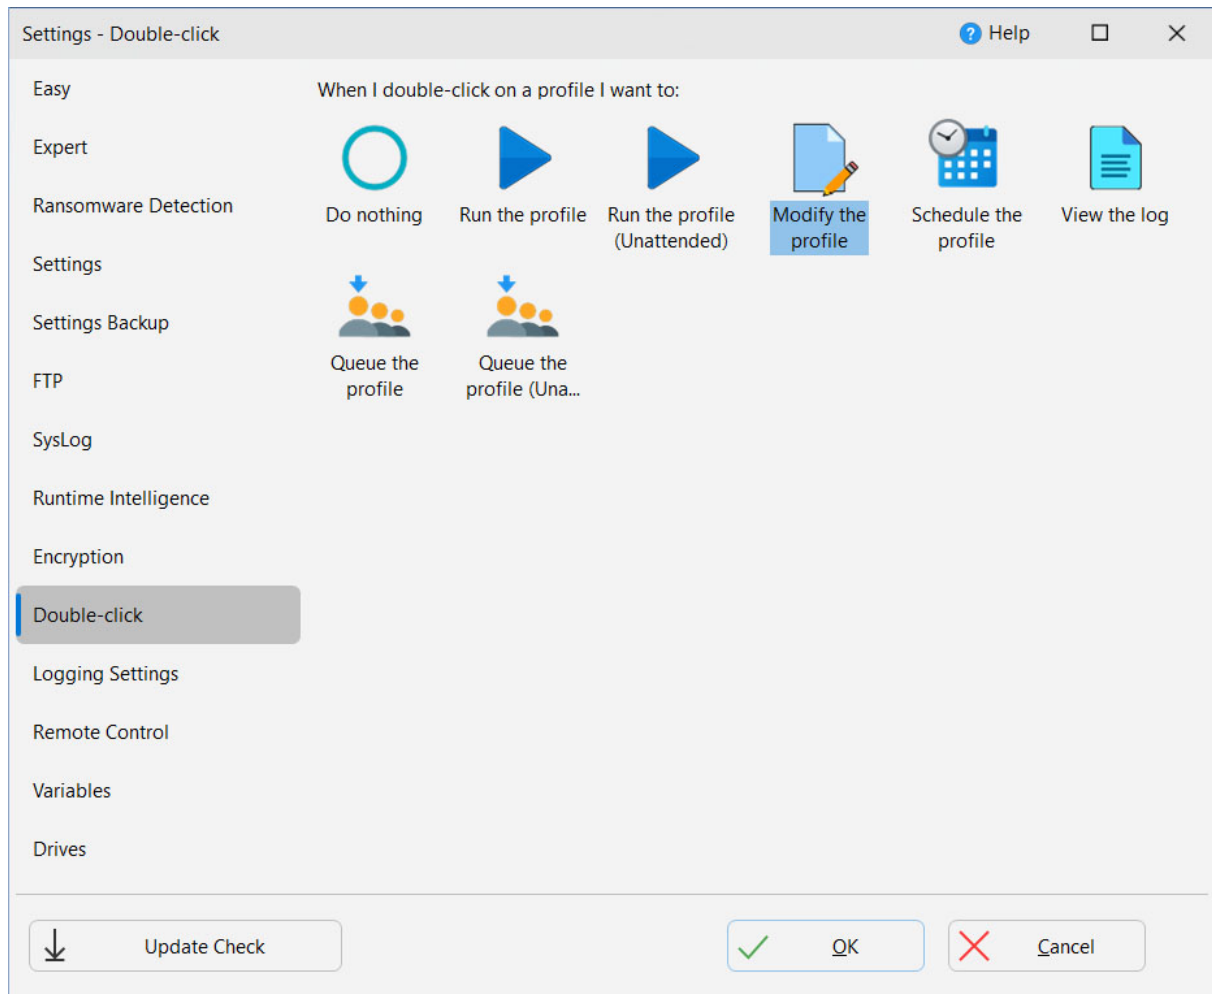 Settings - Double-click
Help
Easy
Expert
Ransomware Detection
Settings
Settings Backup
FTP
SysLog
Runtime Intelligence
Encryption
Double-click
Logging Settings
Remote Control
Variables
Drives
When I double-click on a profile I want to:
Do nothing
Run the profile
Run the profile
(Unattended)
Modify the
profile
Schedule the
profile
View the log
Queue the
profile
Queue the
profile (Una...
Update Check
OK
Cancel